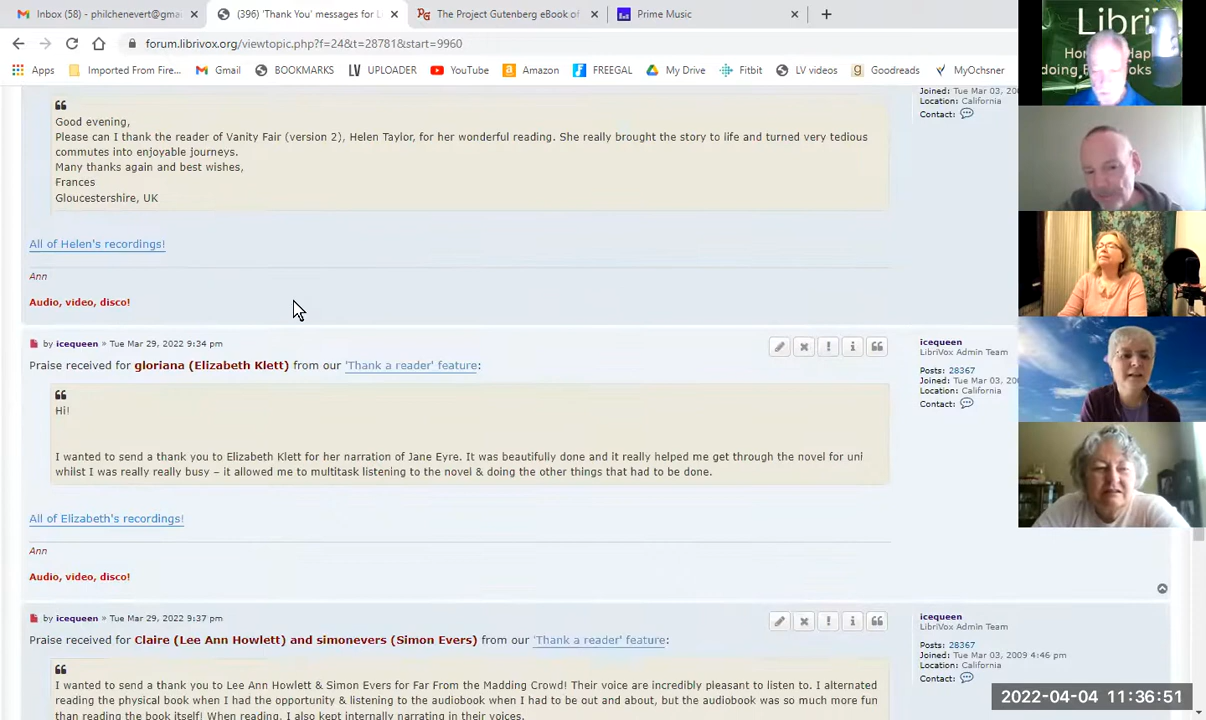 Inbox (58) - philchenevert@gma
(396) 'Thank You' messages for L
The Project Gutenberg eBook of
Prime Music
forum.librivox.org/viewtopic.php?f=24&t=28781&start=9960
Apps
Imported From Fire...
Gmail
BOOKMARKS
UPLOADER
YouTube
Amazon
FREEGAL
My Drive
Fitbit
LV videos
Goodreads
MyOchsner
Joined: Tue Mar 03, 200
Location: California
Contact:
Good evening,
Please can I thank the reader of Vanity Fair (version 2), Helen Taylor, for her wonderful reading. She really brought the story to life and turned very tedious
commutes into enjoyable journeys.
Many thanks again and best wishes,
Frances
Gloucestershire, UK
All of Helen's recordings!
Ann
Audio, video, disco!
by icequeen » Tue Mar 29, 2022 9:34 pm
Praise received for gloriana (Elizabeth Klett) from our 'Thank a reader' feature:
Hi!
I wanted to send a thank you to Elizabeth Klett for her narration of Jane Eyre. It was beautifully done and it really helped me get through the novel for uni
whilst I was really really busy – it allowed me to multitask listening to the novel & doing the other things that had to be done.
All of Elizabeth's recordings!
Ann
Audio, video, disco!
icequeen
LibriVox Admin Team
Posts: 28367
Joined: Tue Mar 03, 200
Location: California
Contact:
by icequeen » Tue Mar 29, 2022 9:37 pm
Praise received for Claire (Lee Ann Howlett) and simonevers (Simon Evers) from our 'Thank a reader' feature:
I wanted to send a thank you to Lee Ann Howlett & Simon Evers for Far From the Madding Crowd! Their voice are incredibly pleasant to listen to. I alternated
reading the physical book when I had the opportunity & listening to the audiobook when I had to be out and about, but the audiobook was so much more fun
than reading the book itself! When reading, I also kept internally narrating in their voices.
icequeen
LibriVox Admin Team
Posts: 28367
Joined: Tue Mar 03, 2009 4:46 pm
Location: California
Contact:
2022-04-04 11:36:51